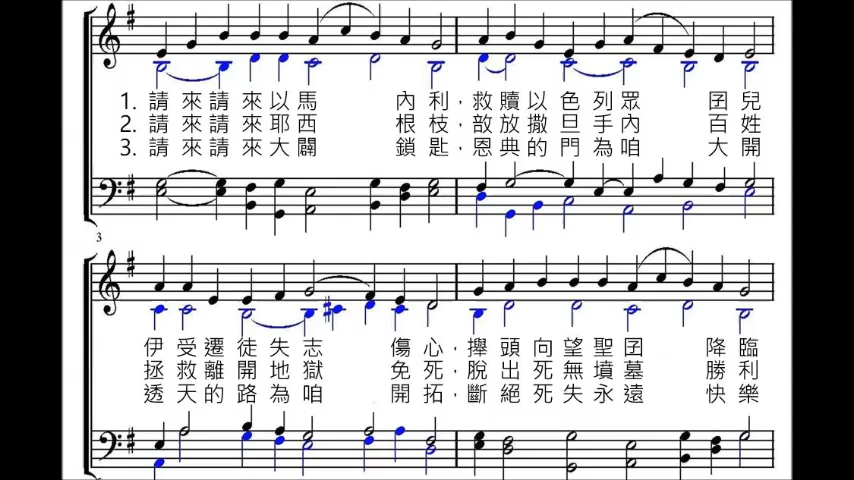 1. 請來請來以馬內利，救贖以色列眾囝兒
2. 請來請來耶西根枝，敨放撒旦手內百姓
3. 請來請來大闢鎖匙，恩典的門為咱大開
3
伊受遷徒失志傷心，攑頭向望聖囝降臨
拯救離開地獄免死，脫出死無墳墓勝利
透天的路為咱開拓，斷絕死失永遠快樂